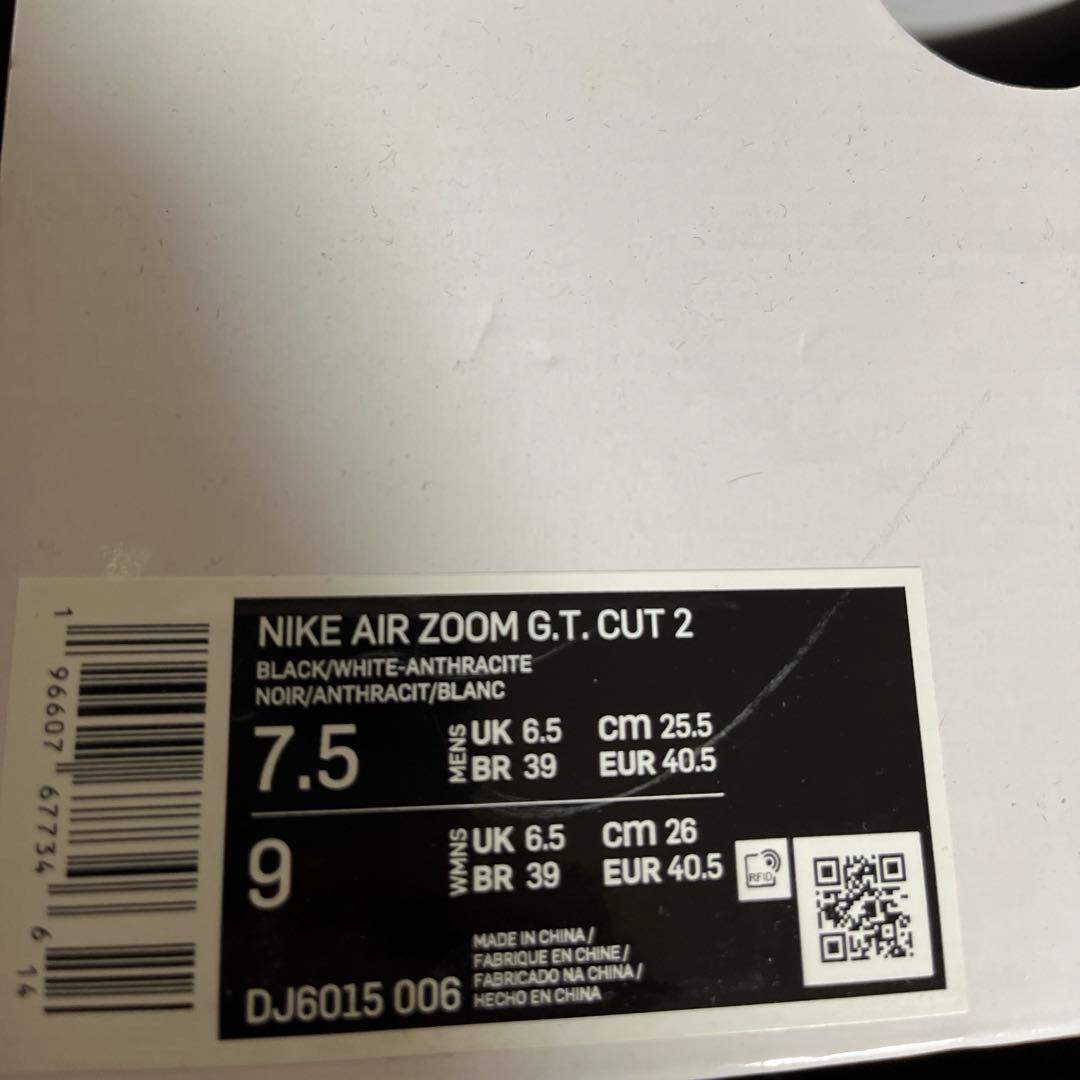 NIKE AIR ZOOM G.T. CUT 2
BLACK/WHITE-ANTHRACITE
NOIR/ANTHRACIT/BLANC
7.5 MENS UK 6.5 cm 25.5
BR 39 EUR 40.5
9 WMNS UK 6.5 cm 26
BR 39 EUR 40.5
RFID
MADE IN CHINA /
FABRIQUE EN CHINE /
FABRICADO NA CHINA /
HECHO EN CHINA
DJ6015 006
1 96607 67734 6 14